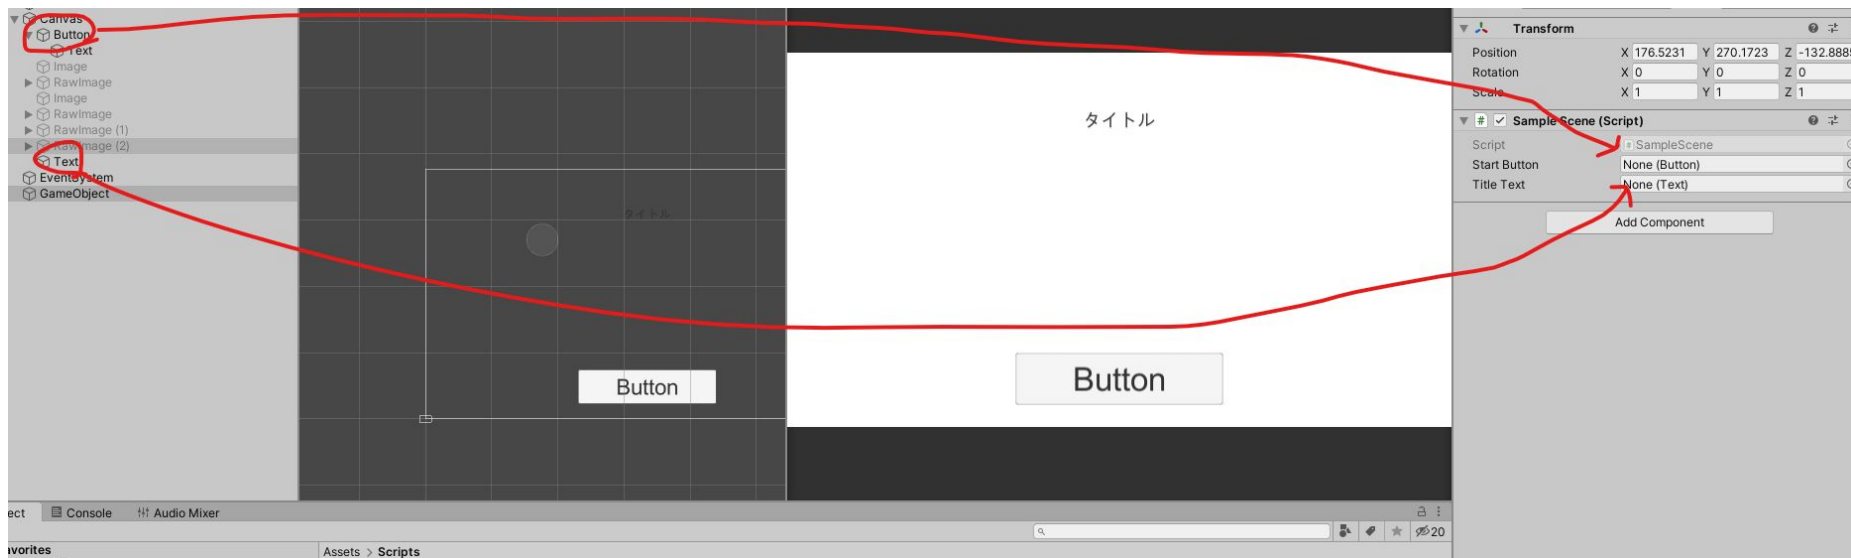 Canvas
Button
Text
Image
RawImage
Image
RawImage
RawImage (1)
RawImage (2)
Text
EventSystem
GameObject
タイトル
Button
タイトル
Button
Transform
Position X 176.5231 Y 270.1723 Z -132.888
Rotation X 0 Y 0 Z 0
Scale X 1 Y 1 Z 1
# Sample Scene (Script)
Script # SampleScene
Start Button None (Button)
Title Text None (Text)
Add Component
ect Console Audio Mixer
20
avorites Assets > Scripts